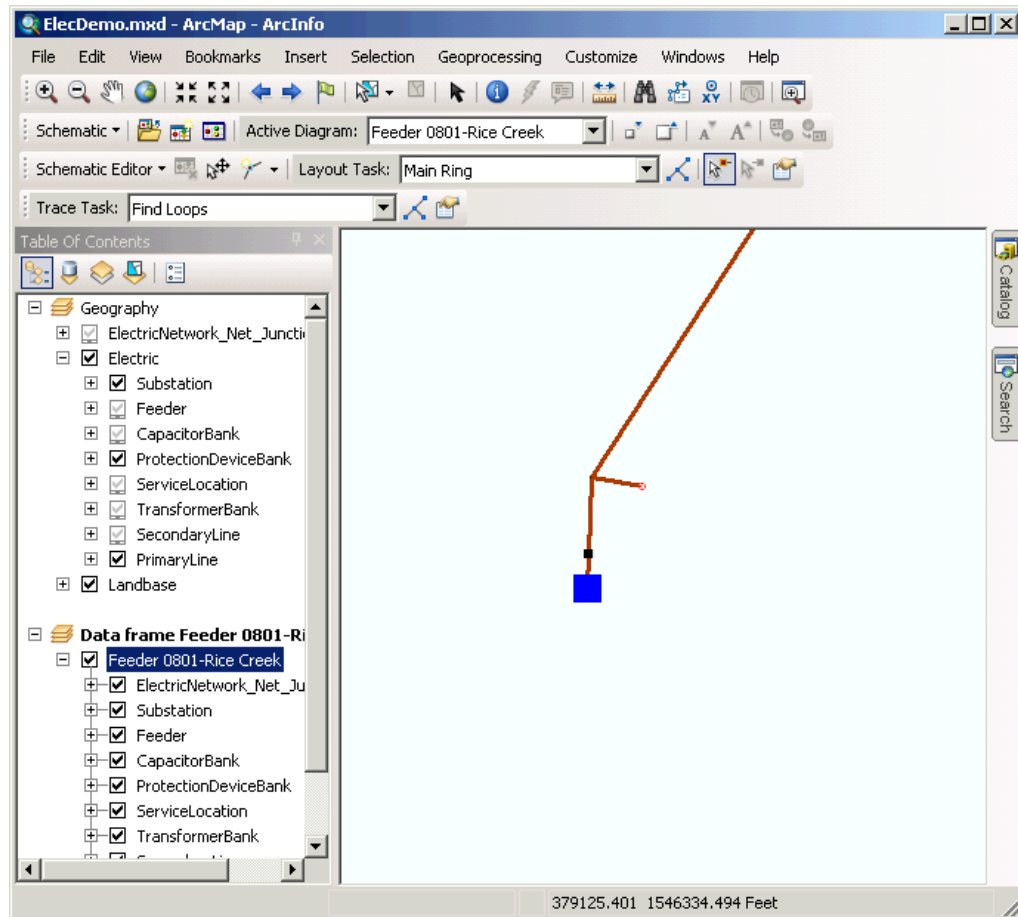 ElecDemo.mxd - ArcMap - ArcInfo
File Edit View Bookmarks Insert Selection Geoprocessing Customize Windows Help
Schematic Active Diagram: Feeder 0801-Rice Creek
Schematic Editor Layout Task: Main Ring
Trace Task: Find Loops
Table Of Contents
Geography
ElectricNetwork_Net_Juncti
Electric
Substation
Feeder
CapacitorBank
ProtectionDeviceBank
ServiceLocation
TransformerBank
SecondaryLine
PrimaryLine
Landbase
Data frame Feeder 0801-Ri
Feeder 0801-Rice Creek
ElectricNetwork_Net_Ju
Substation
Feeder
CapacitorBank
ProtectionDeviceBank
ServiceLocation
TransformerBank
Catalog
Search
379125.401 1546334.494 Feet